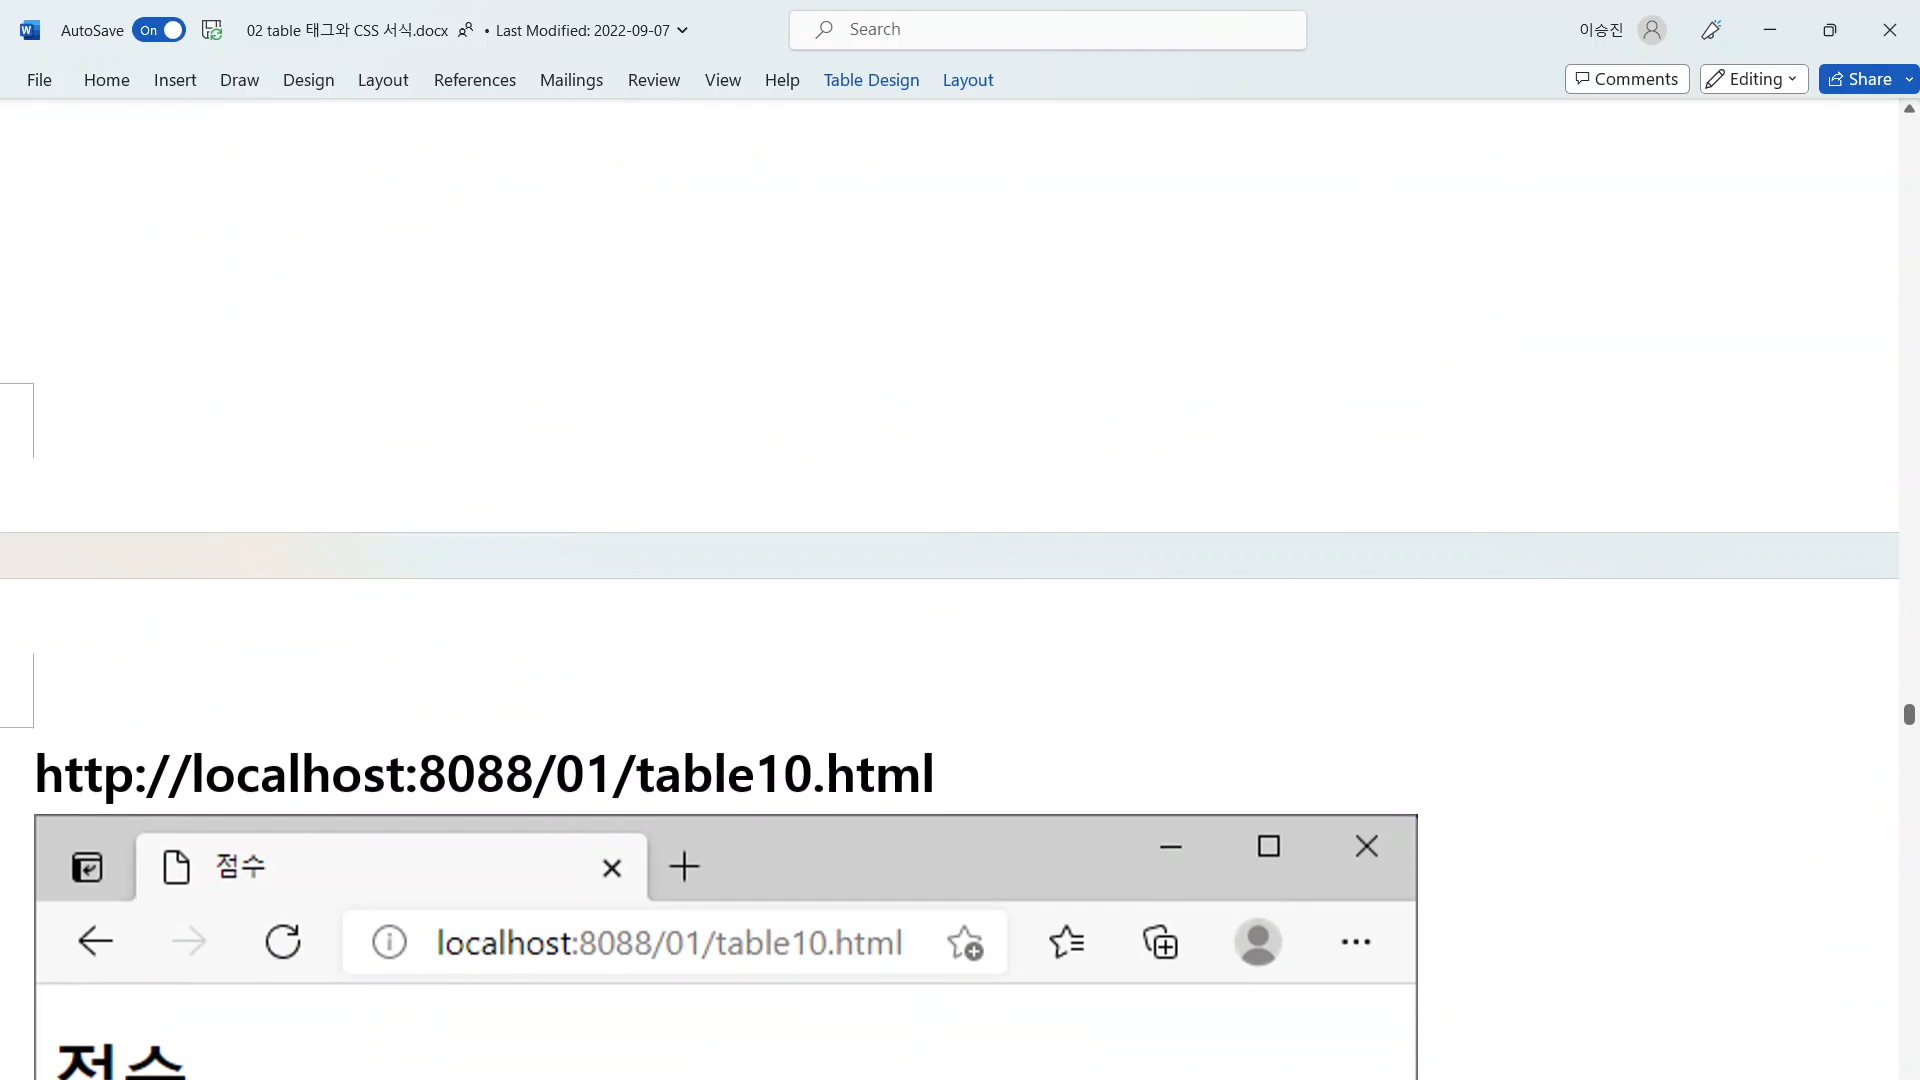 AutoSave On 02 table 태그와 CSS 서식.docx • Last Modified: 2022-09-07 Search 이승진
File Home Insert Draw Design Layout References Mailings Review View Help Table Design Layout Comments Editing Share
http://localhost:8088/01/table10.html
점수
localhost:8088/01/table10.html
점수